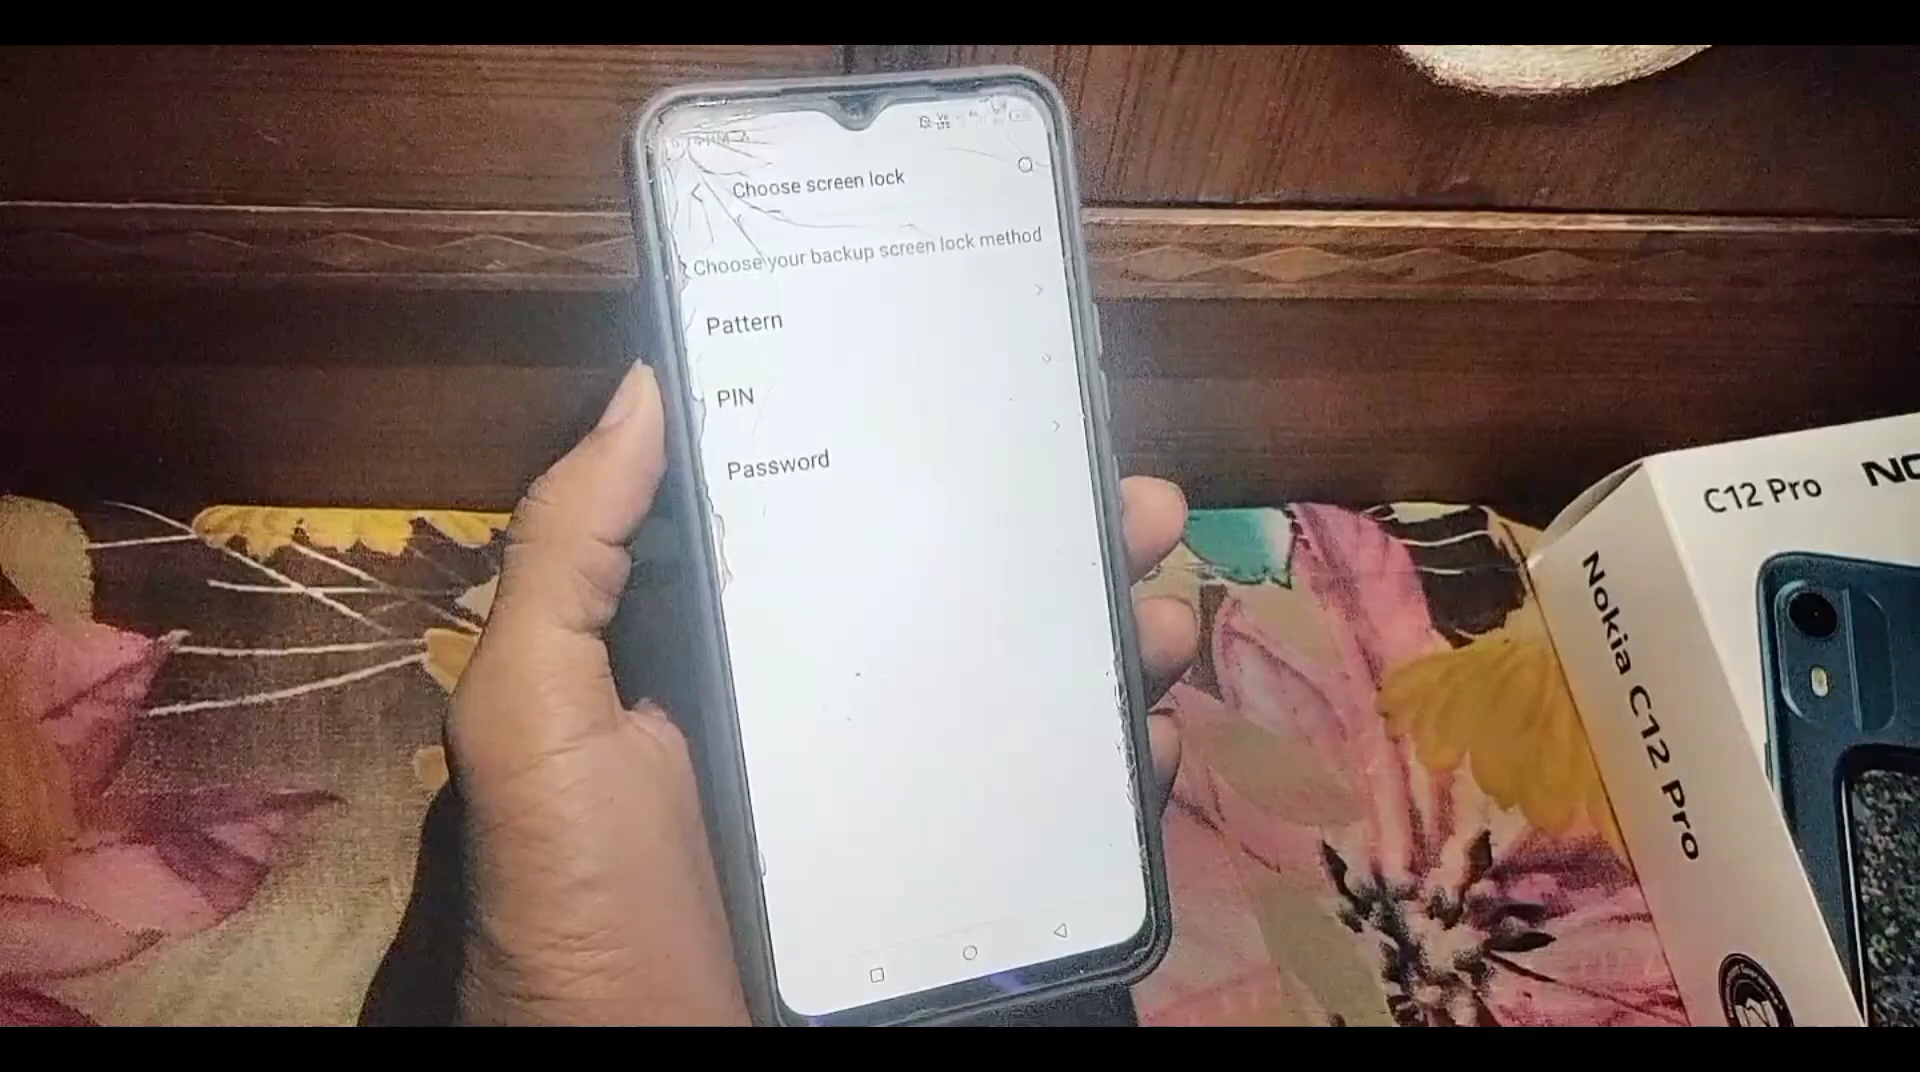 Choose screen lock
Choose your backup screen lock method
Pattern
PIN
Password
C12 Pro
Nokia C12 Pro